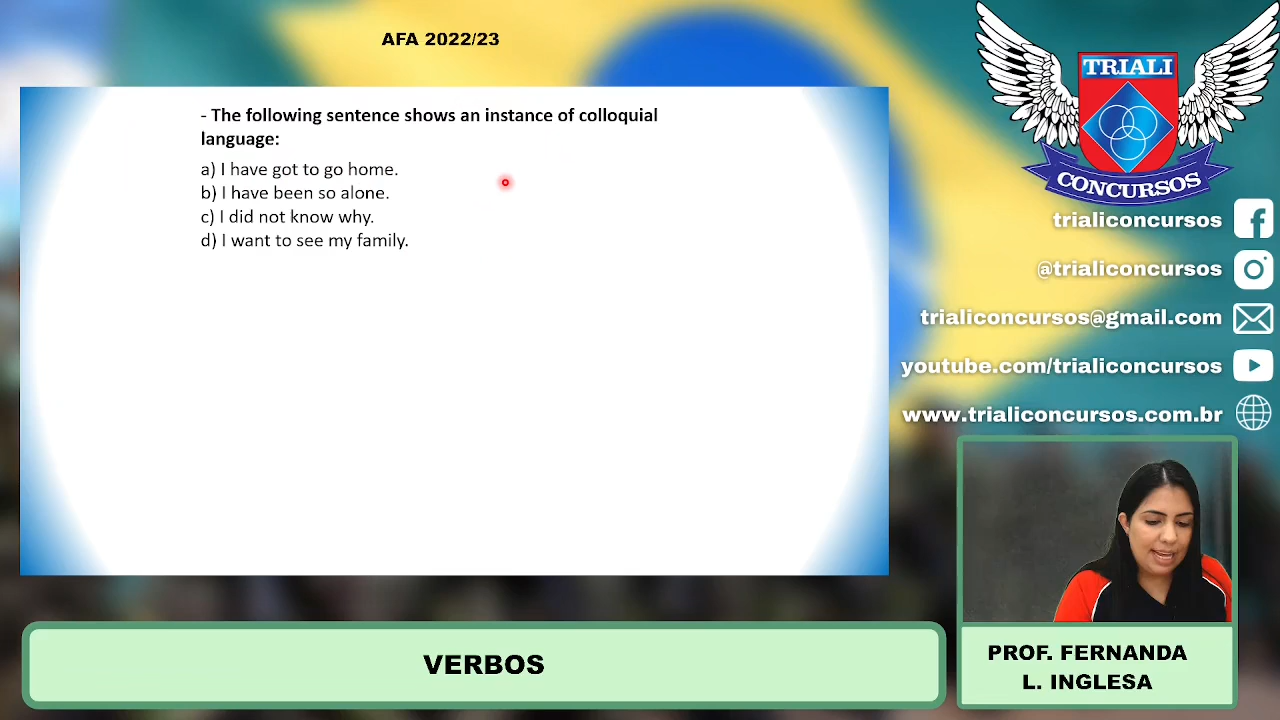 AFA 2022/23
- The following sentence shows an instance of colloquial
language:
a) I have got to go home.
b) I have been so alone.
c) I did not know why.
d) I want to see my family.
TRIALI
CONCURSOS
trialiconcursos
@trialiconcursos
trialiconcursos@gmail.com
youtube.com/trialiconcursos
www.trialiconcursos.com.br
VERBOS
PROF. FERNANDA
L. INGLESA